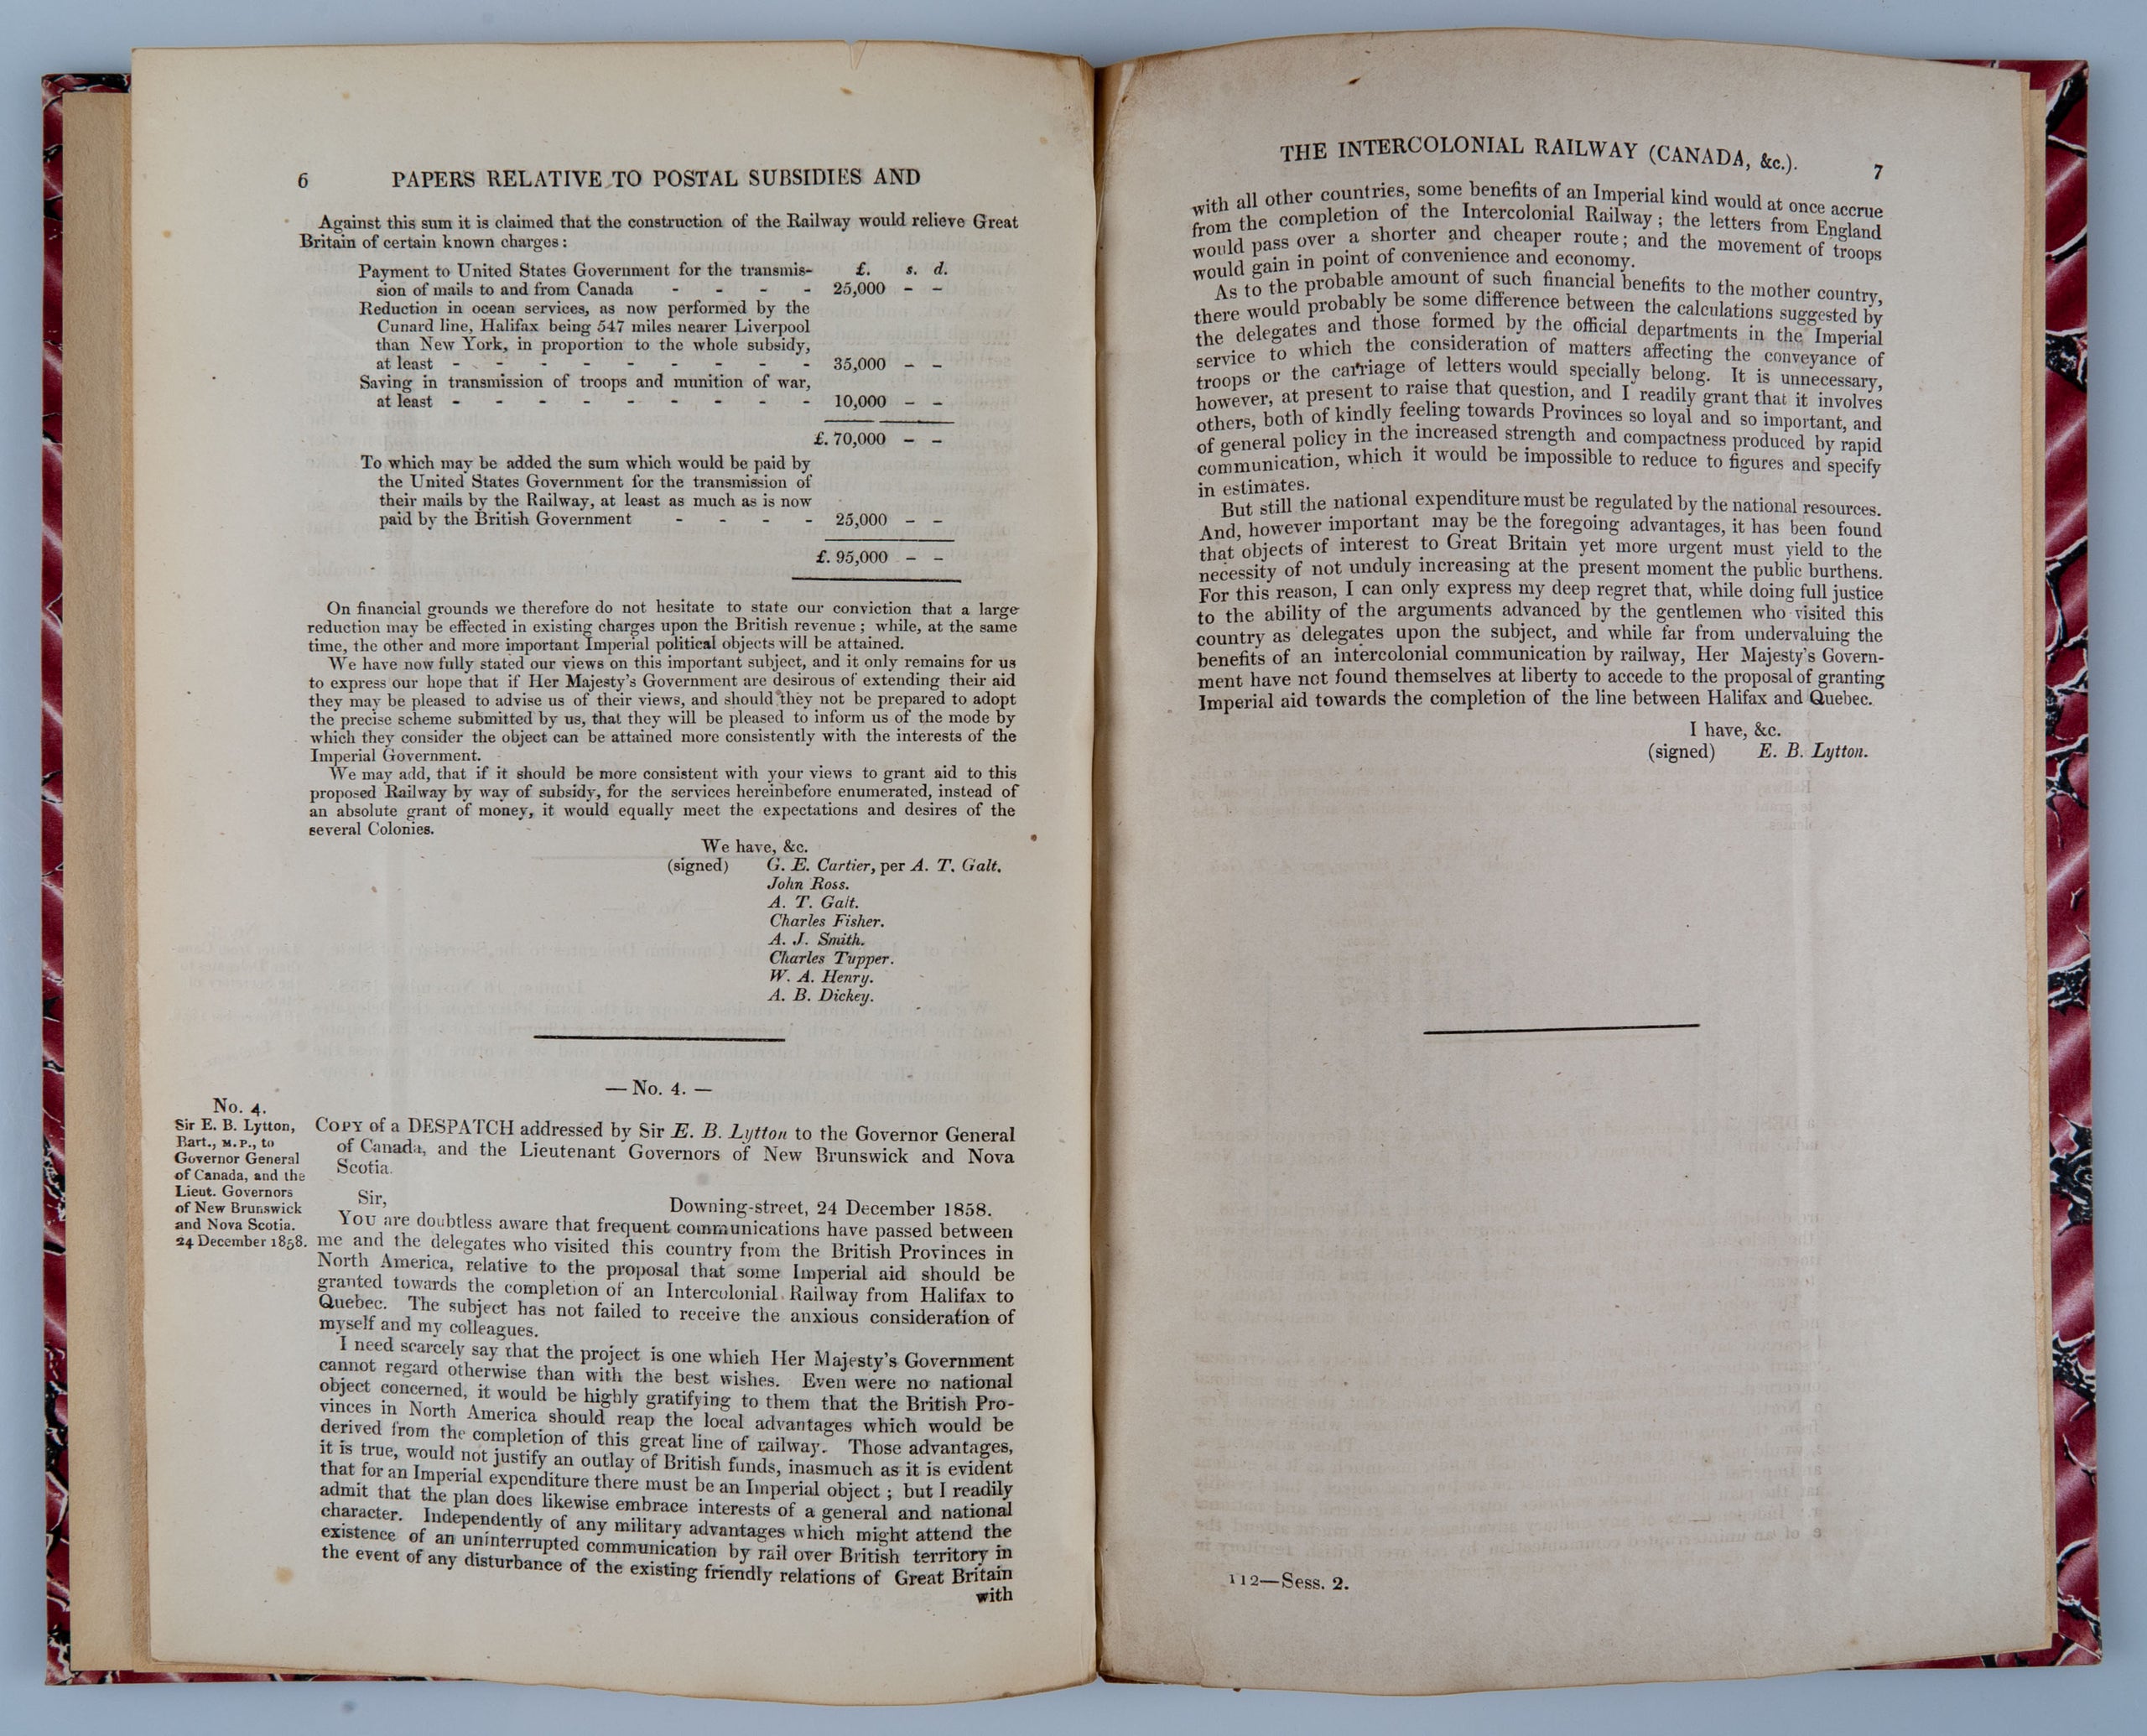 6 PAPERS RELATIVE TO POSTAL SUBSIDIES AND
Against this sum it is claimed that the construction of the Railway would relieve Great
Britain of certain known charges:
£. s. d.
Payment to United States Government for the transmis-
sion of mails to and from Canada - - - - 25,000 - -
Reduction in ocean services, as now performed by the
Cunard line, Halifax being 547 miles nearer Liverpool
than New York, in proportion to the whole subsidy,
at least - - - - - - - - - 35,000 - -
Saving in transmission of troops and munition of war,
at least - - - - - - - - - 10,000 - -
£. 70,000 - -
To which may be added the sum which would be paid by
the United States Government for the transmission of
their mails by the Railway, at least as much as is now
paid by the British Government - - - - 25,000 - -
£. 95,000 - -
On financial grounds we therefore do not hesitate to state our conviction that a large
reduction may be effected in existing charges upon the British revenue; while, at the same
time, the other and more important Imperial political objects will be attained.
We have now fully stated our views on this important subject, and it only remains for us
to express our hope that if Her Majesty's Government are desirous of extending their aid
they may be pleased to advise us of their views, and should they not be prepared to adopt
the precise scheme submitted by us, that they will be pleased to inform us of the mode by
which they consider the object can be attained more consistently with the interests of the
Imperial Government.
We may add, that if it should be more consistent with your views to grant aid to this
proposed Railway by way of subsidy, for the services hereinbefore enumerated, instead of
an absolute grant of money, it would equally meet the expectations and desires of the
several Colonies.
We have, &c.
(signed) G. E. Cartier, per A. T. Galt.
John Ross.
A. T. Galt.
Charles Fisher.
A. J. Smith.
Charles Tupper.
W. A. Henry.
A. B. Dickey.
— No. 4. —
No. 4.
Sir E. B. Lytton,
Bart., M.P., to
Governor General
of Canada, and the
Lieut. Governors
of New Brunswick
and Nova Scotia.
24 December 1858.
COPY of a DESPATCH addressed by Sir E. B. Lytton to the Governor General
of Canada, and the Lieutenant Governors of New Brunswick and Nova
Scotia.
Sir, Downing-street, 24 December 1858.
YOU are doubtless aware that frequent communications have passed between
me and the delegates who visited this country from the British Provinces in
North America, relative to the proposal that some Imperial aid should be
granted towards the completion of an Intercolonial Railway from Halifax to
Quebec. The subject has not failed to receive the anxious consideration of
myself and my colleagues.
I need scarcely say that the project is one which Her Majesty's Government
cannot regard otherwise than with the best wishes. Even were no national
object concerned, it would be highly gratifying to them that the British Pro-
vinces in North America should reap the local advantages which would be
derived from the completion of this great line of railway. Those advantages,
it is true, would not justify an outlay of British funds, inasmuch as it is evident
that for an Imperial expenditure there must be an Imperial object; but I readily
admit that the plan does likewise embrace interests of a general and national
character. Independently of any military advantages which might attend the
existence of an uninterrupted communication by rail over British territory in
the event of any disturbance of the existing friendly relations of Great Britain
with
THE INTERCOLONIAL RAILWAY (CANADA, &c.). 7
with all other countries, some benefits of an Imperial kind would at once accrue
from the completion of the Intercolonial Railway; the letters from England
would pass over a shorter and cheaper route; and the movement of troops
would gain in point of convenience and economy.
As to the probable amount of such financial benefits to the mother country,
there would probably be some difference between the calculations suggested by
the delegates and those formed by the official departments in the Imperial
service to which the consideration of matters affecting the conveyance of
troops or the carriage of letters would specially belong. It is unnecessary,
however, at present to raise that question, and I readily grant that it involves
others, both of kindly feeling towards Provinces so loyal and so important, and
of general policy in the increased strength and compactness produced by rapid
communication, which it would be impossible to reduce to figures and specify
in estimates.
But still the national expenditure must be regulated by the national resources.
And, however important may be the foregoing advantages, it has been found
that objects of interest to Great Britain yet more urgent must yield to the
necessity of not unduly increasing at the present moment the public burthens.
For this reason, I can only express my deep regret that, while doing full justice
to the ability of the arguments advanced by the gentlemen who visited this
country as delegates upon the subject, and while far from undervaluing the
benefits of an intercolonial communication by railway, Her Majesty's Govern-
ment have not found themselves at liberty to accede to the proposal of granting
Imperial aid towards the completion of the line between Halifax and Quebec.
I have, &c.
(signed) E. B. Lytton.
112—Sess. 2.